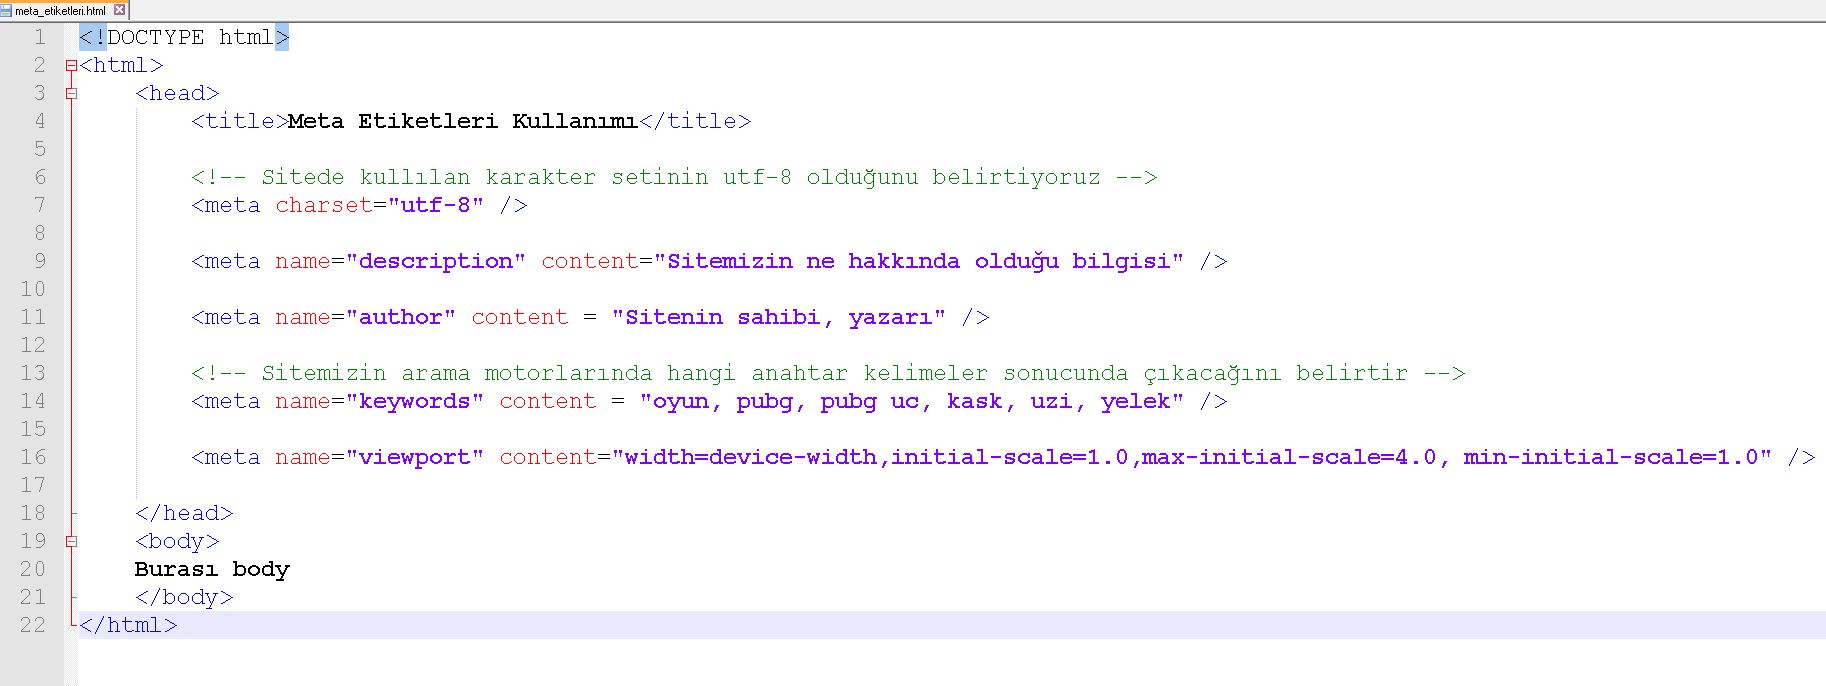 meta_etiketleri.html
1 <!DOCTYPE html>
2 <html>
3 <head>
4 <title>Meta Etiketleri Kullanımı</title>
5
6 <!-- Sitede kullılan karakter setinin utf-8 olduğunu belirtiyoruz -->
7 <meta charset="utf-8" />
8
9 <meta name="description" content="Sitemizin ne hakkında olduğu bilgisi" />
10
11 <meta name="author" content = "Sitenin sahibi, yazarı" />
12
13 <!-- Sitemizin arama motorlarında hangi anahtar kelimeler sonucunda çıkacağını belirtir -->
14 <meta name="keywords" content = "oyun, pubg, pubg uc, kask, uzi, yelek" />
15
16 <meta name="viewport" content="width=device-width,initial-scale=1.0,max-initial-scale=4.0, min-initial-scale=1.0" />
17
18 </head>
19 <body>
20 Burası body
21 </body>
22 </html>